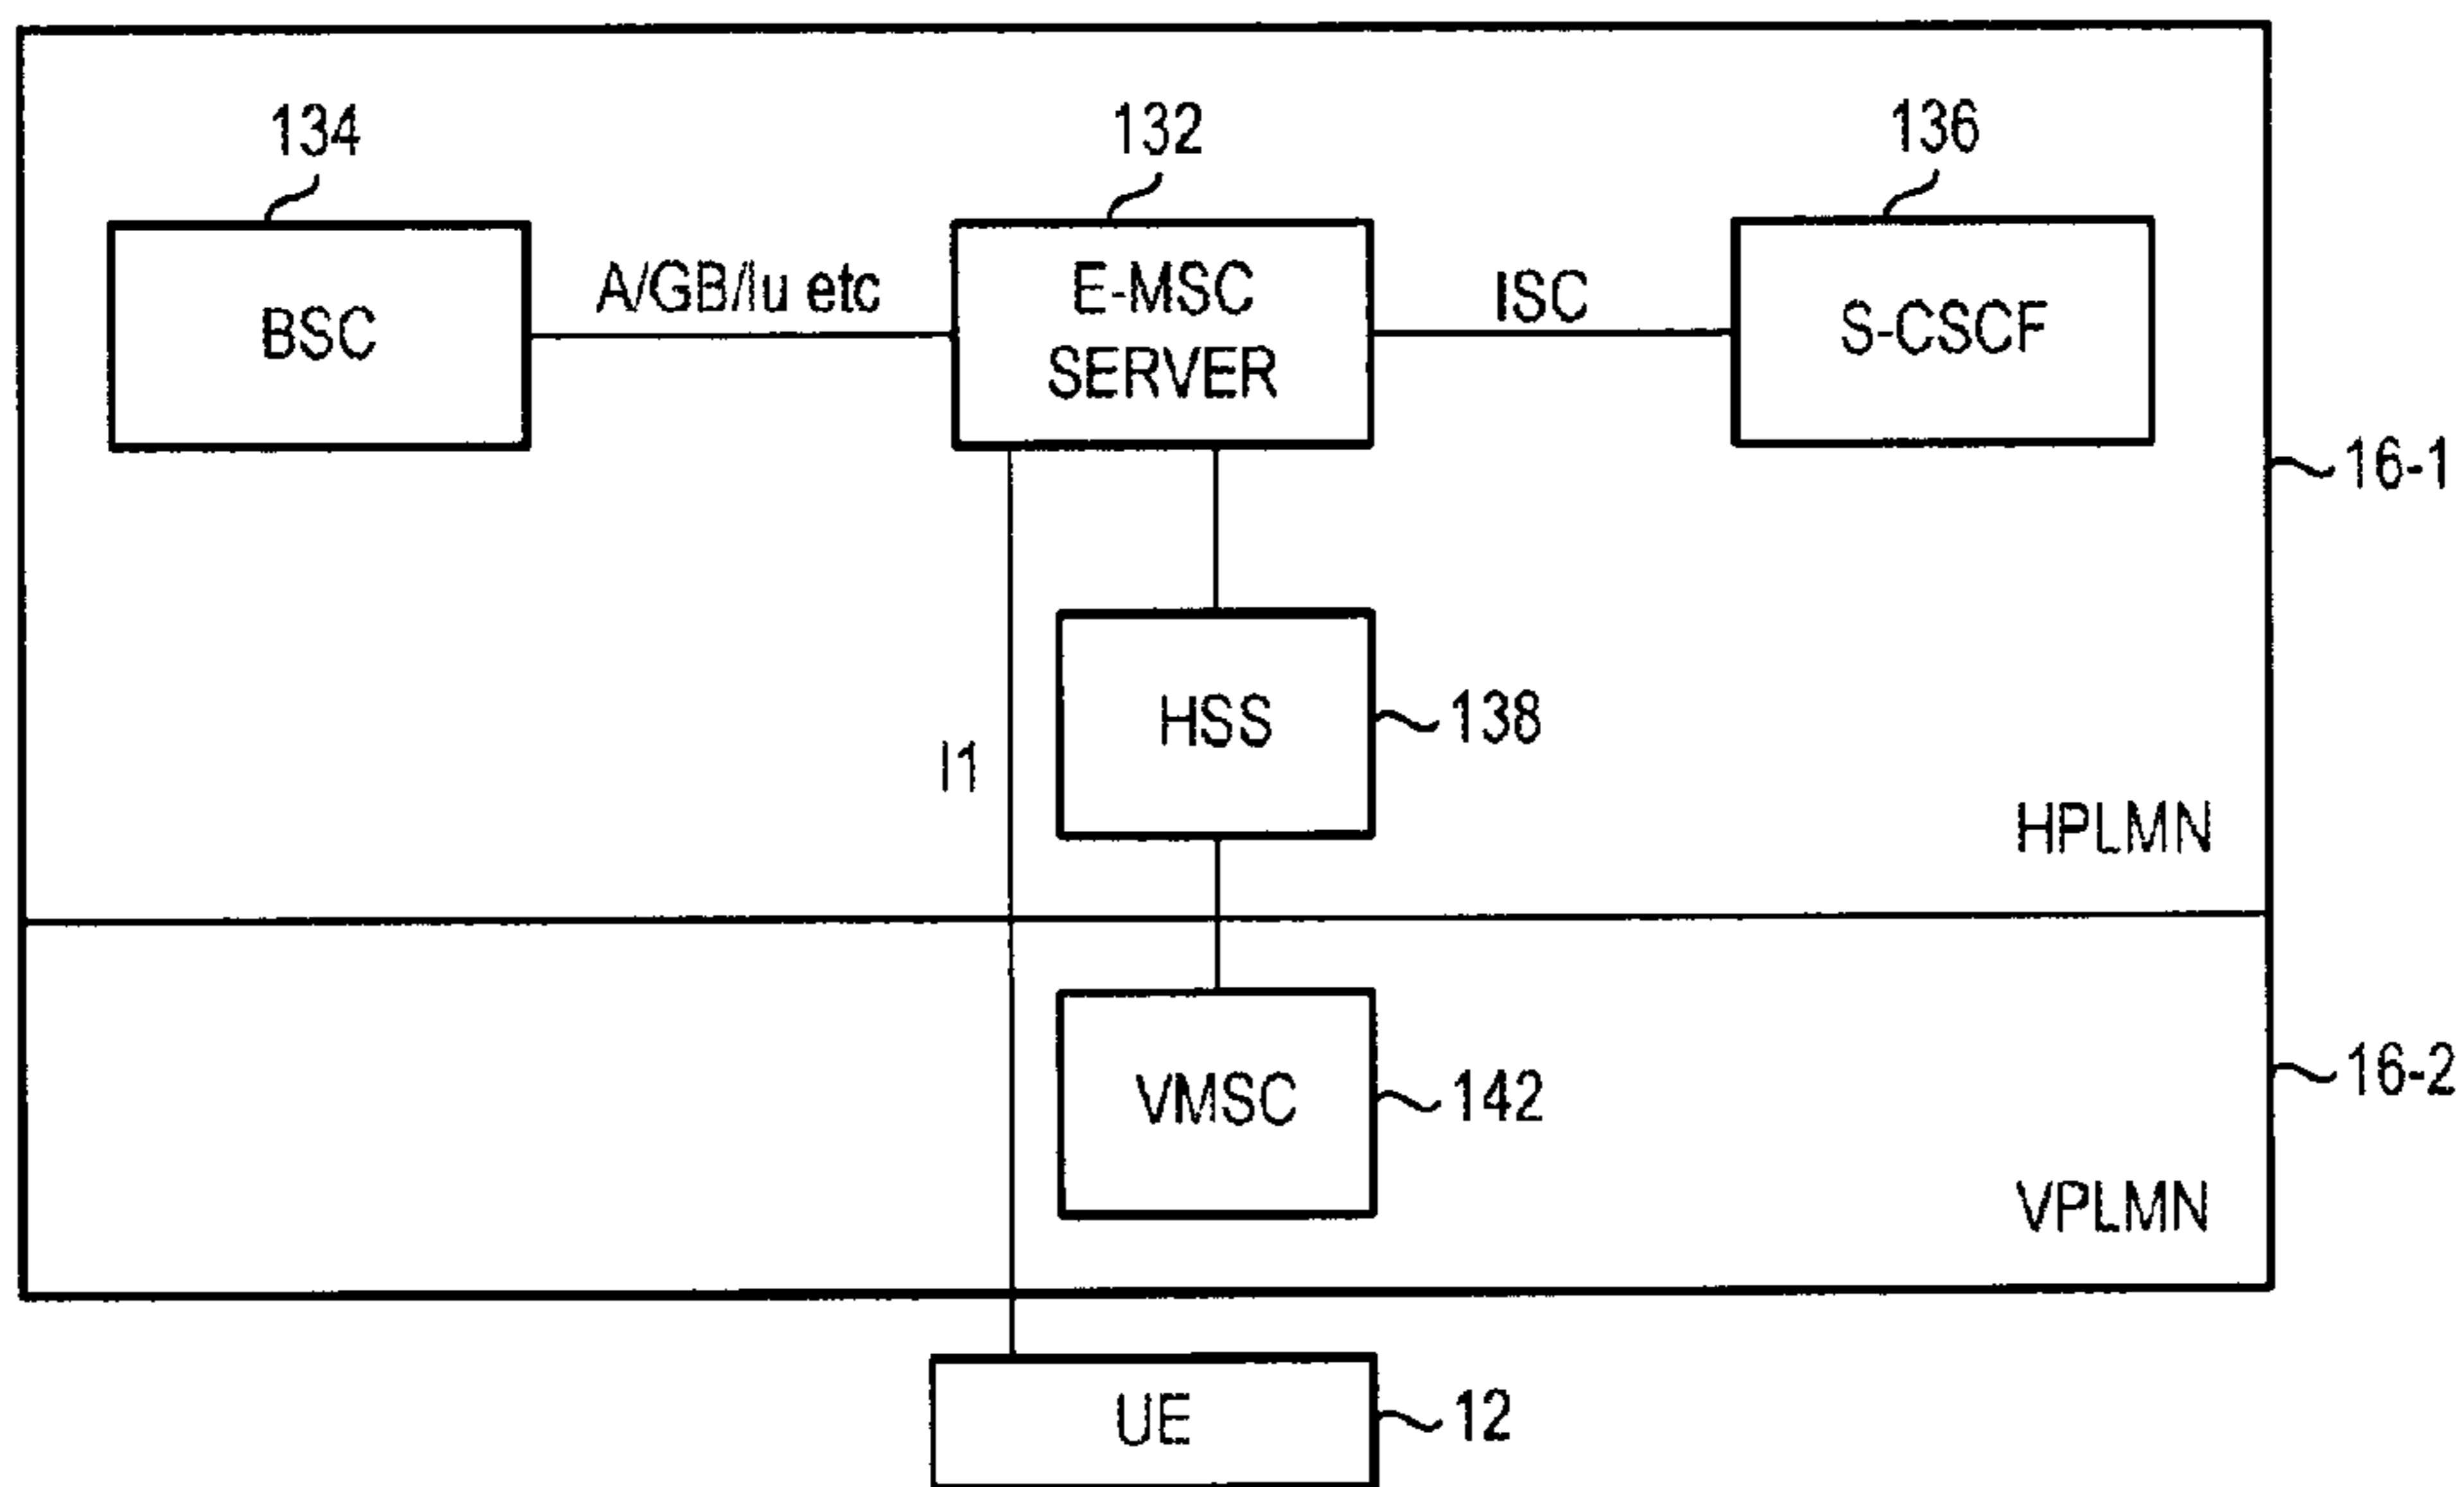 134
132
136
BSC
A/GB/Iu etc
E-MSC
SERVER
ISC
S-CSCF
16-1
HSS
138
I1
HPLMN
VMSC
142
16-2
VPLMN
UE
12